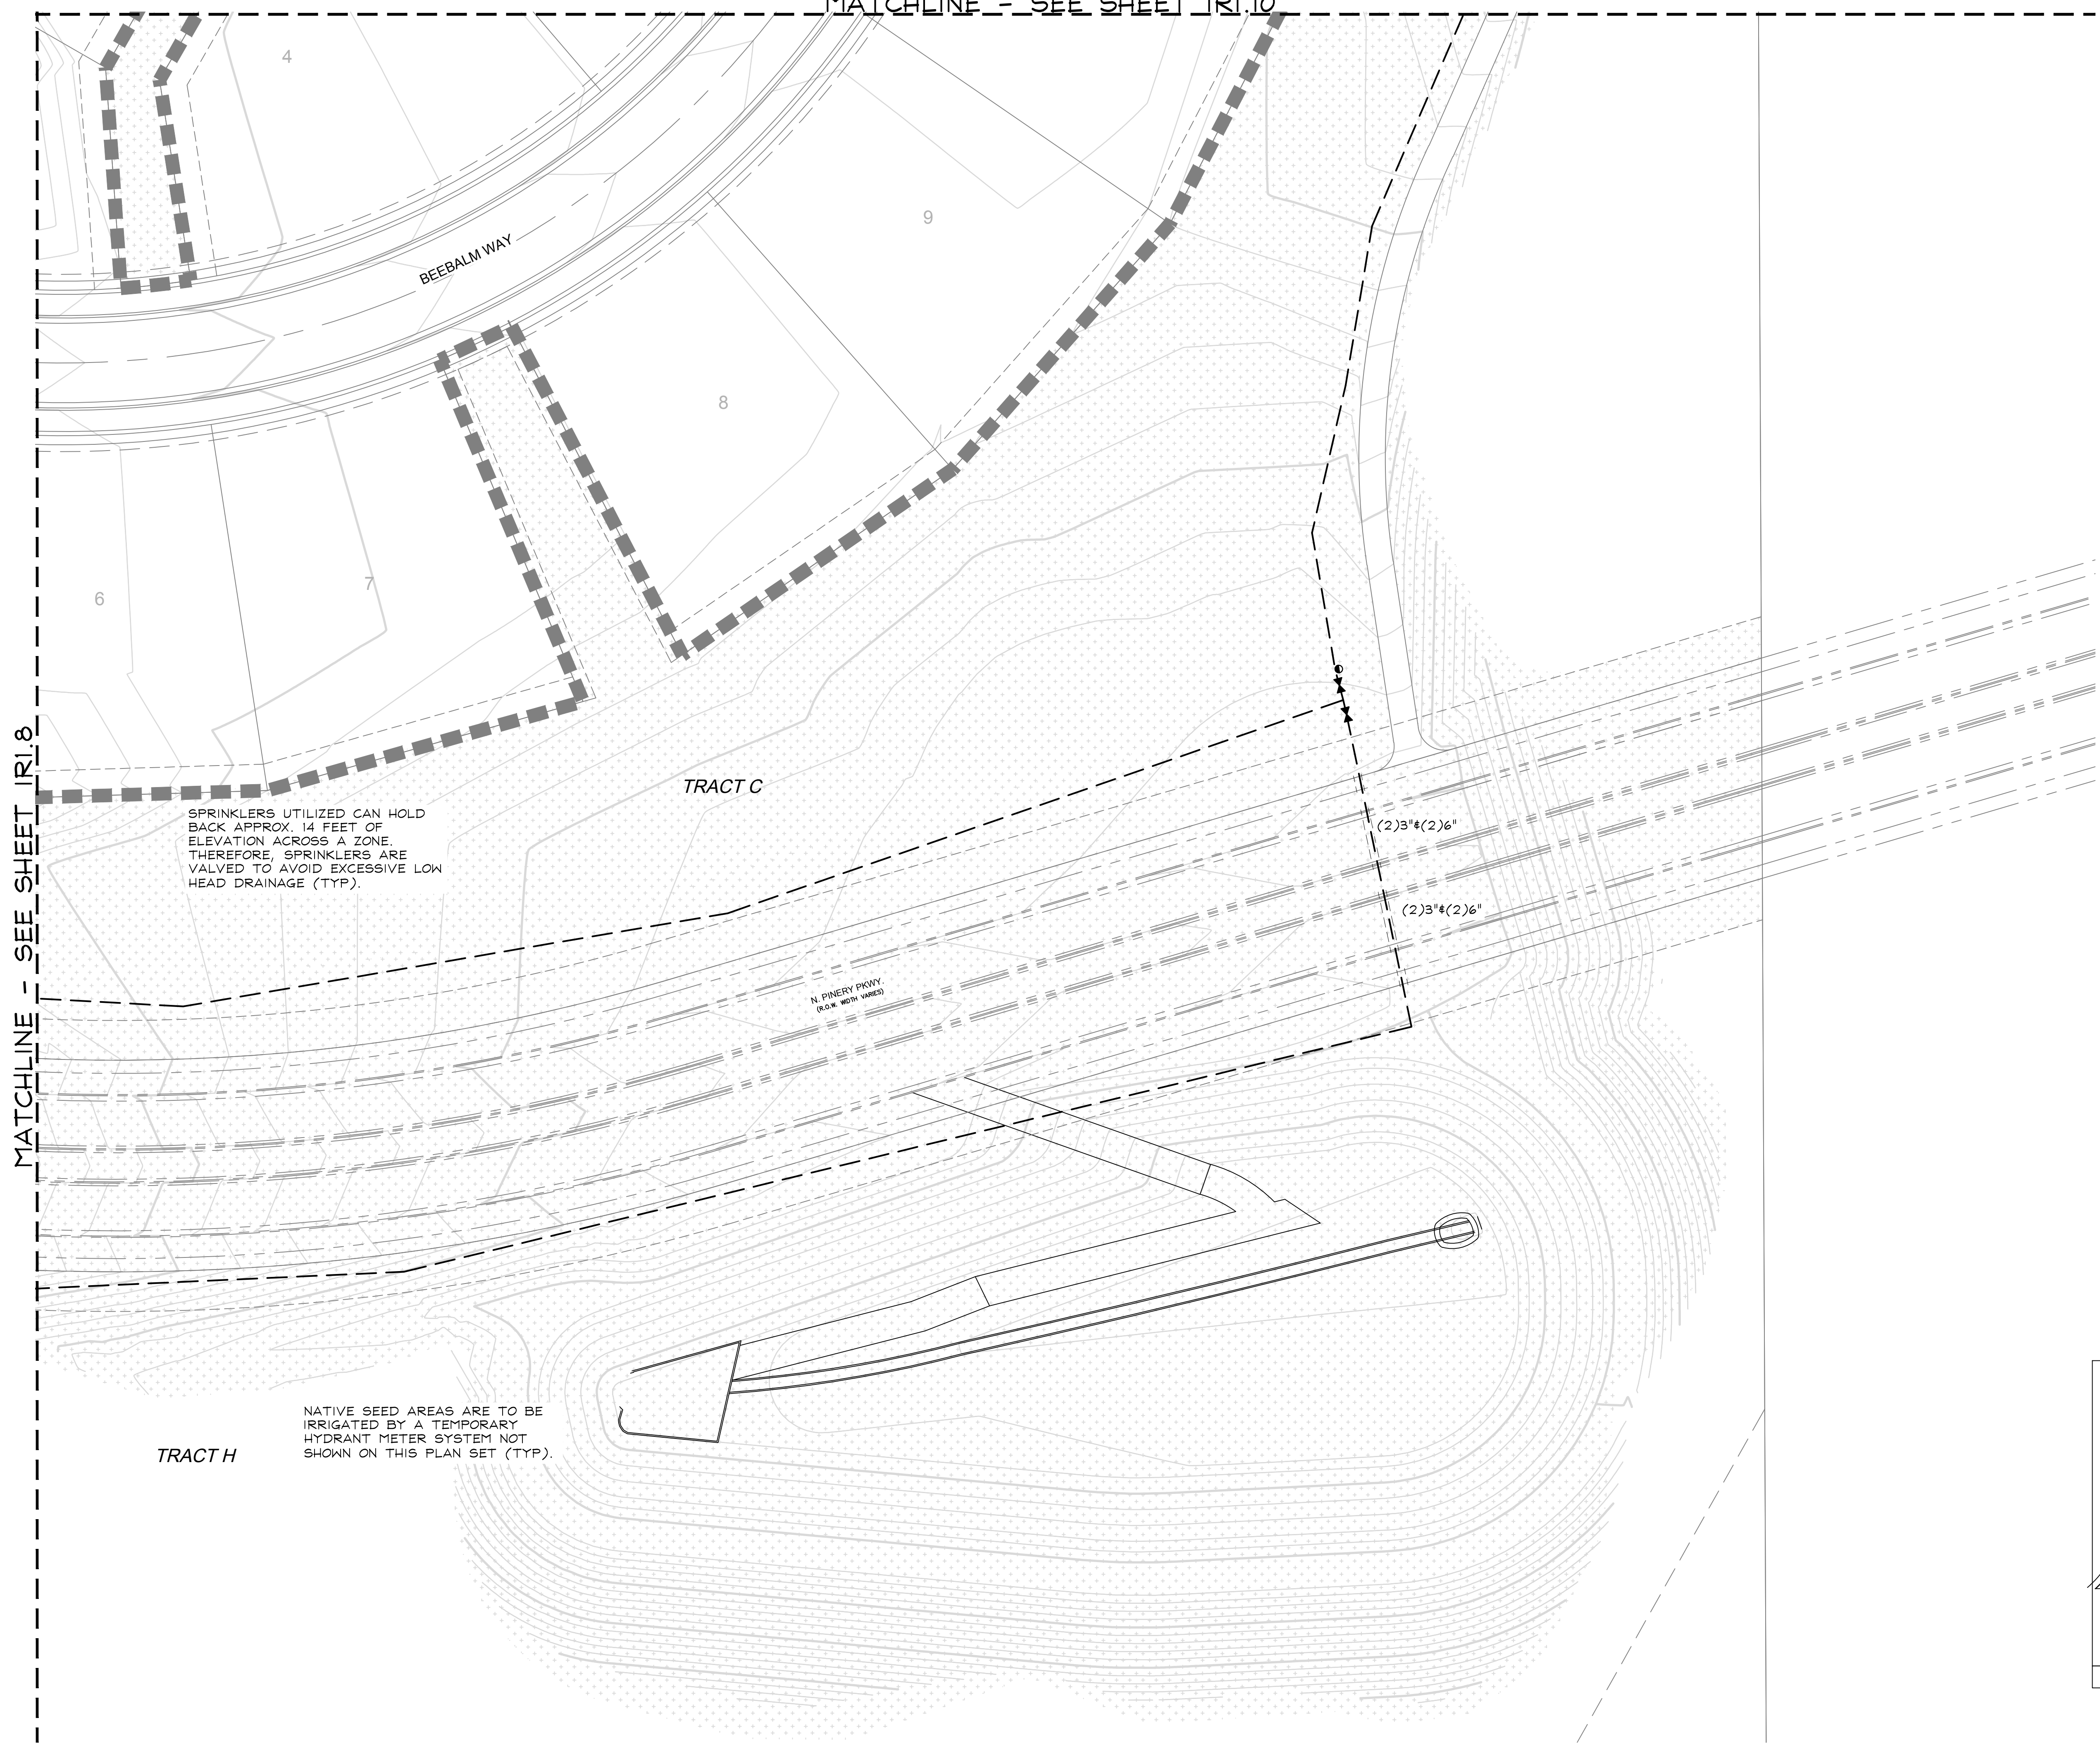 MATCHLINE - SEE SHEET IR1.10
4
9
BEEBALM WAY
8
7
6
MATCHLINE - SEE SHEET IR1.8
TRACT C
SPRINKLERS UTILIZED CAN HOLD
BACK APPROX. 14 FEET OF
ELEVATION ACROSS A ZONE.
THEREFORE, SPRINKLERS ARE
VALVED TO AVOID EXCESSIVE LOW
HEAD DRAINAGE (TYP).
(2)3"&(2)6"
(2)3"&(2)6"
N. PINERY PKWY.
(R.O.W. WIDTH VARIES)
NATIVE SEED AREAS ARE TO BE
IRRIGATED BY A TEMPORARY
HYDRANT METER SYSTEM NOT
SHOWN ON THIS PLAN SET (TYP).
TRACT H